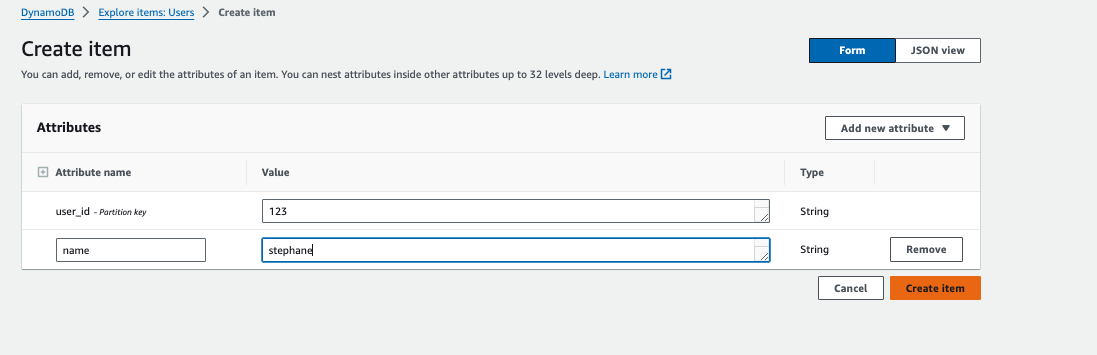 DynamoDB > Explore items: Users > Create item
Create item
Form
JSON view
You can add, remove, or edit the attributes of an item. You can nest attributes inside other attributes up to 32 levels deep. Learn more
Attributes
Add new attribute
Attribute name Value Type
user_id - Partition key 123 String
name stephane String Remove
Cancel Create item